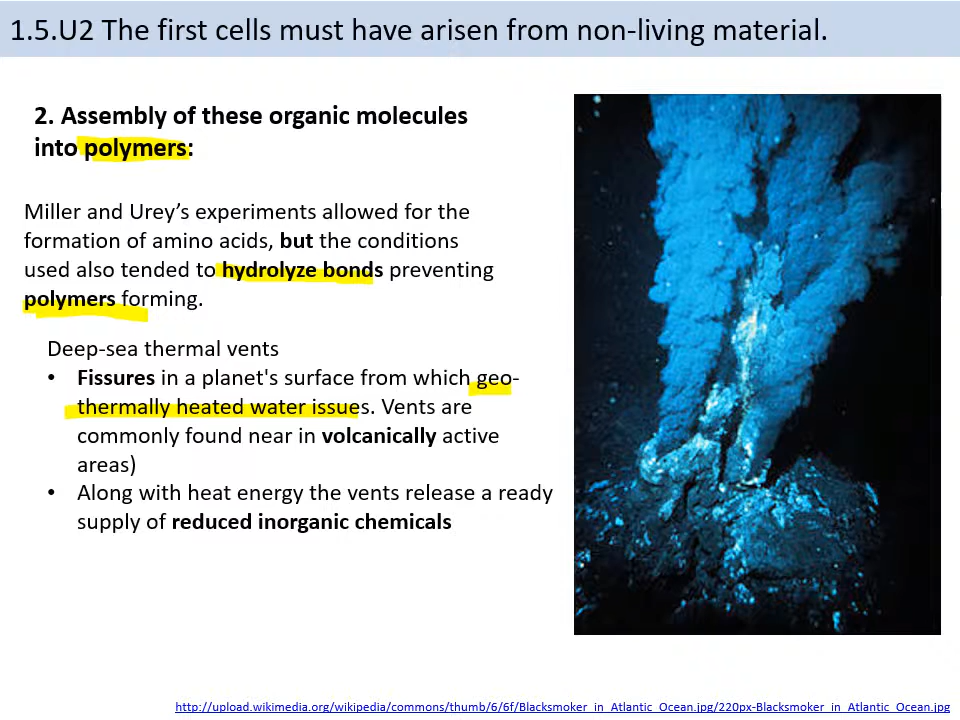 1.5.U2 The first cells must have arisen from non-living material.
2. Assembly of these organic molecules
into polymers:
Miller and Urey’s experiments allowed for the
formation of amino acids, but the conditions
used also tended to hydrolyze bonds preventing
polymers forming.
Deep-sea thermal vents
• Fissures in a planet's surface from which geo-
thermally heated water issues. Vents are
commonly found near in volcanically active
areas)
• Along with heat energy the vents release a ready
supply of reduced inorganic chemicals
http://upload.wikimedia.org/wikipedia/commons/thumb/6/6f/Blacksmoker_in_Atlantic_Ocean.jpg/220px-Blacksmoker_in_Atlantic_Ocean.jpg